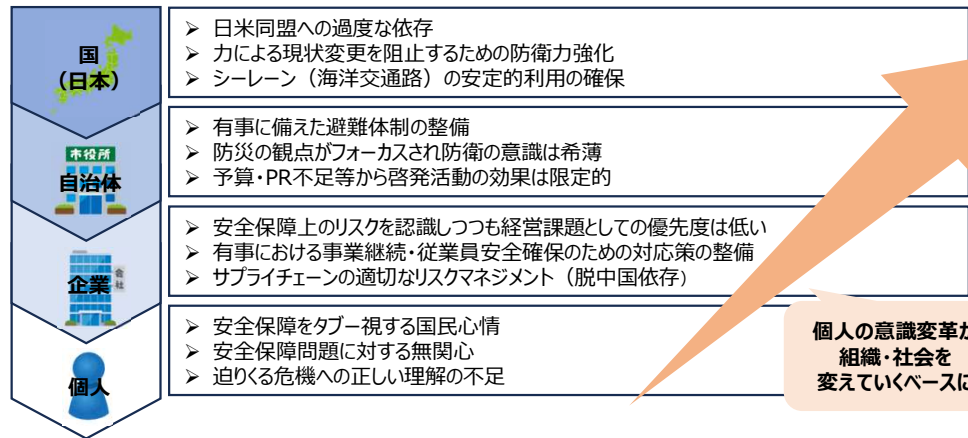 国
(日本)
➢ 日米同盟への過度な依存
➢ 力による現状変更を阻止するための防衛力強化
➢ シーレーン（海洋交通路）の安定的利用の確保
市役所
自治体
➢ 有事に備えた避難体制の整備
➢ 防災の観点がフォーカスされ防衛の意識は希薄
➢ 予算・PR不足等から啓発活動の効果は限定的
会社
企業
➢ 安全保障上のリスクを認識しつつも経営課題としての優先度は低い
➢ 有事における事業継続・従業員安全確保のための対応策の整備
➢ サプライチェーンの適切なリスクマネジメント（脱中国依存）
個人
➢ 安全保障をタブー視する国民心情
➢ 安全保障問題に対する無関心
➢ 迫りくる危機への正しい理解の不足
個人の意識変革が
組織・社会を
変えていくベースに